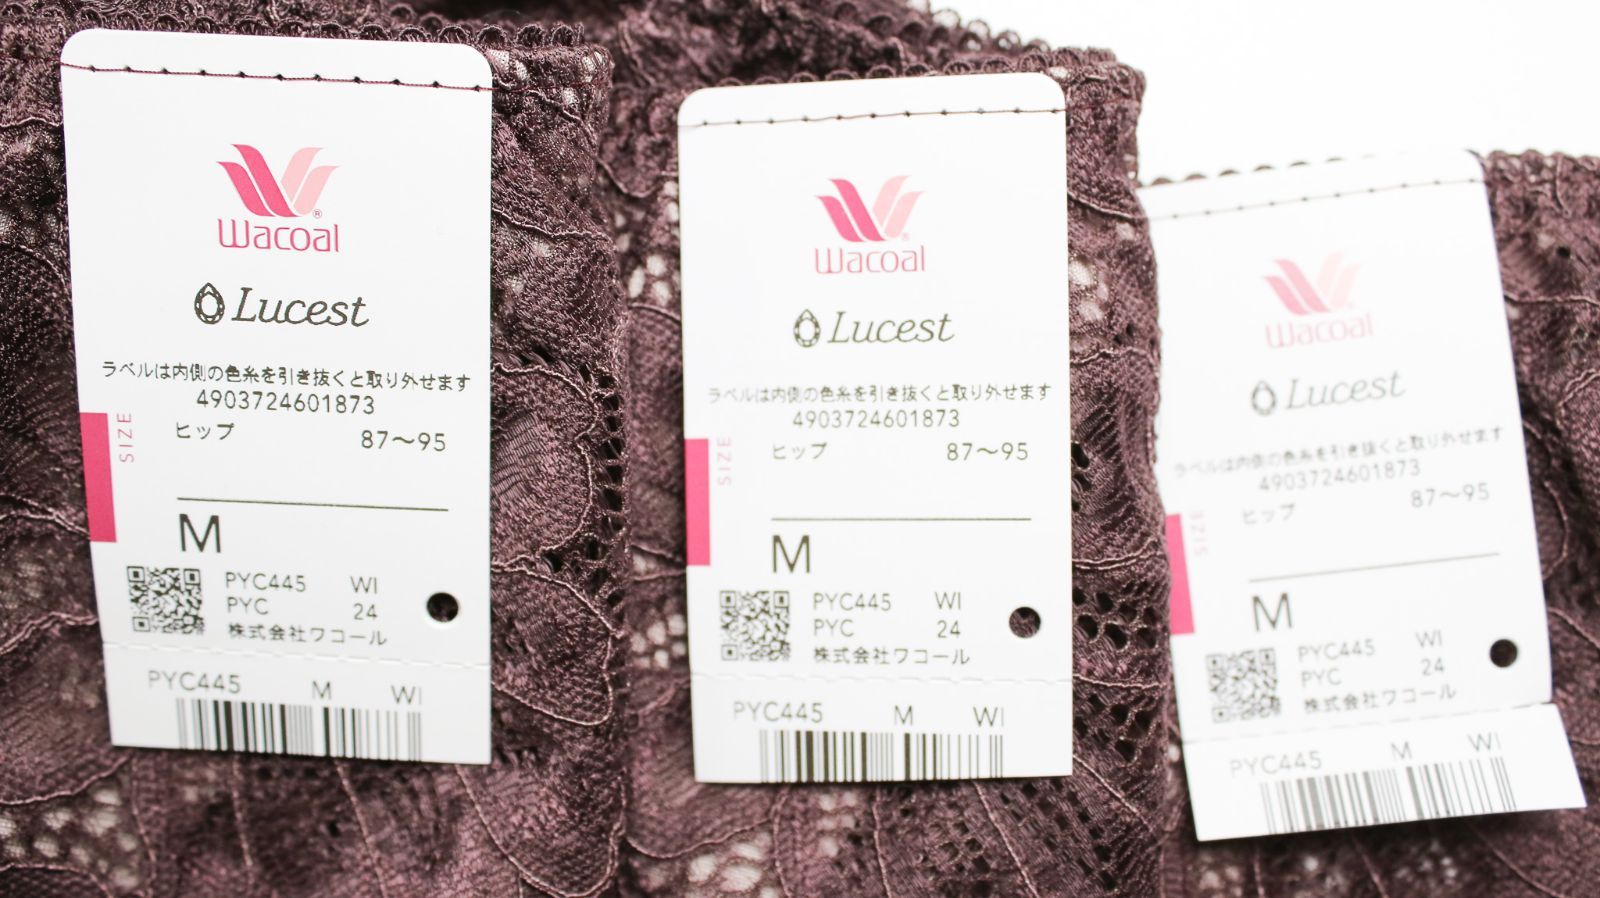 Wacoal
Lucest
ラベルは内側の色糸を引き抜くと取り外せます
4903724601873
ヒップ 87〜95
SIZE
M
PYC445 WI
PYC 24
株式会社ワコール
PYC445 M WI
Wacoal
Lucest
ラベルは内側の色糸を引き抜くと取り外せます
4903724601873
ヒップ 87〜95
SIZE
M
PYC445 WI
PYC 24
株式会社ワコール
PYC445 M WI
Wacoal
Lucest
ラベルは内側の色糸を引き抜くと取り外せます
4903724601873
ヒップ 87〜95
SIZE
M
PYC445 WI
PYC 24
株式会社ワコール
PYC445 M WI